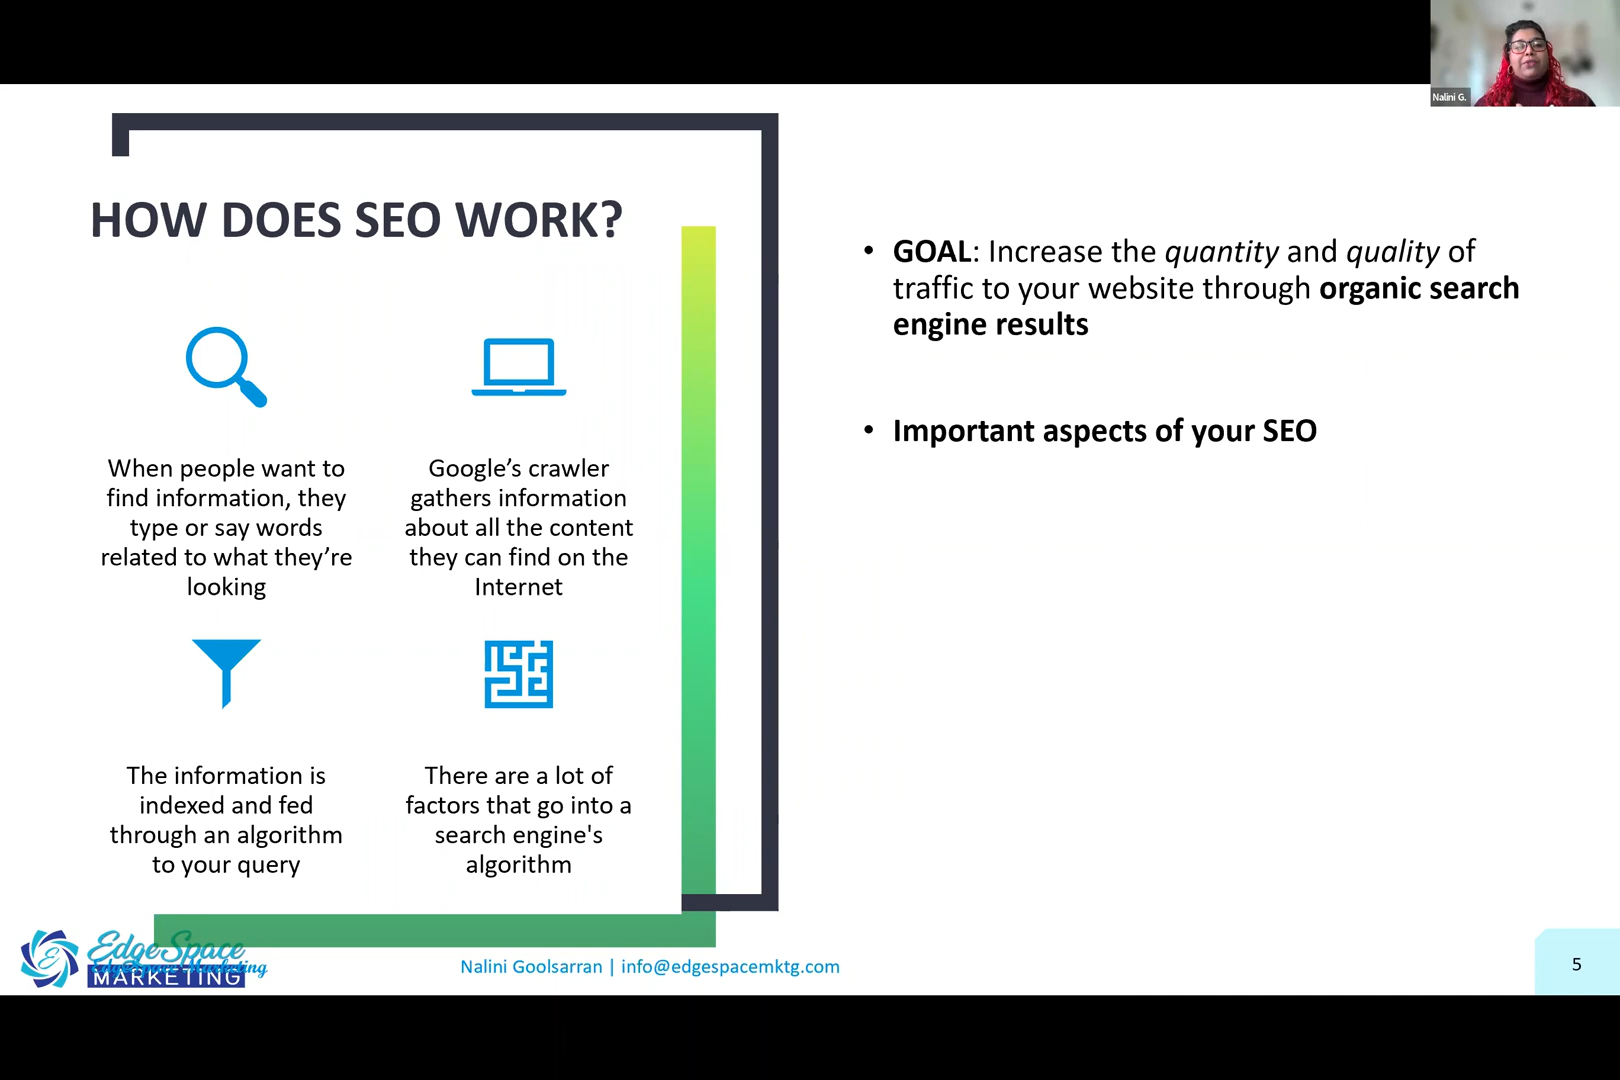 Nalini G.
HOW DOES SEO WORK?
When people want to
find information, they
type or say words
related to what they’re
looking
Google’s crawler
gathers information
about all the content
they can find on the
Internet
The information is
indexed and fed
through an algorithm
to your query
There are a lot of
factors that go into a
search engine's
algorithm
• GOAL: Increase the quantity and quality of
traffic to your website through organic search
engine results
• Important aspects of your SEO
EdgeSpace
EdgeSpace Marketing
MARKETING
Nalini Goolsarran | info@edgespacemktg.com
5